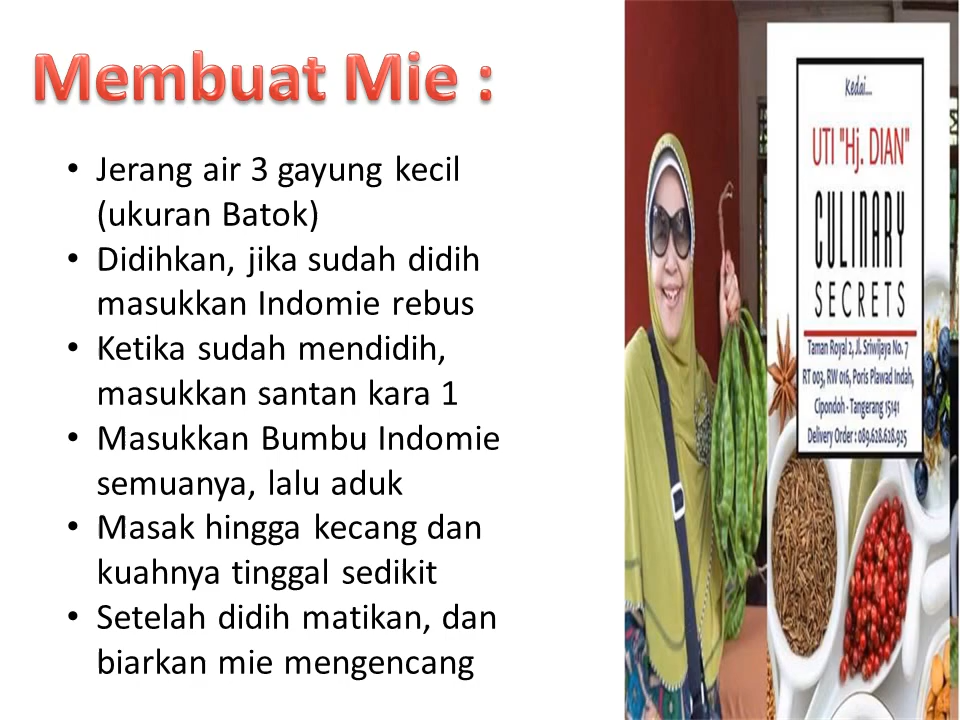 Membuat Mie :
• Jerang air 3 gayung kecil
(ukuran Batok)
• Didihkan, jika sudah didih
masukkan Indomie rebus
• Ketika sudah mendidih,
masukkan santan kara 1
• Masukkan Bumbu Indomie
semuanya, lalu aduk
• Masak hingga kecang dan
kuahnya tinggal sedikit
• Setelah didih matikan, dan
biarkan mie mengencang
Kedai...
UTI "Hj. DIAN"
CULINARY
SECRETS
Taman Royal 2, Jl. Sriwijaya No. 7
RT 003, RW 016, Poris Plawad Indah,
Cipondoh - Tangerang 15141
Delivery Order : 089.628.628.925